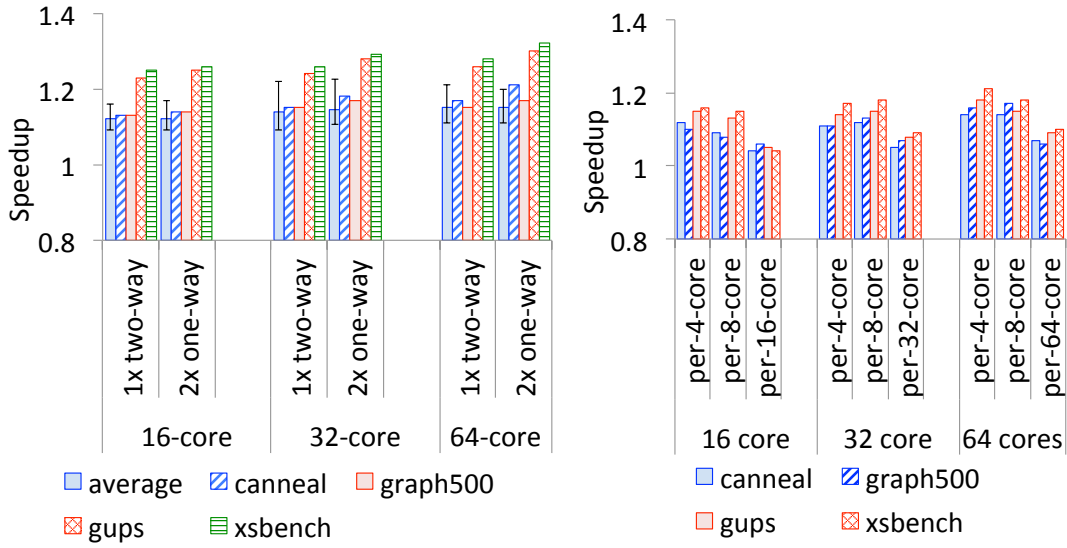 Speedup
1.4
1.2
1
0.8
1x two-way
2x one-way
1x two-way
2x one-way
1x two-way
2x one-way
16-core
32-core
64-core
average
canneal
graph500
gups
xsbench
Speedup
1.4
1.2
1
0.8
per-4-core
per-8-core
per-16-core
per-4-core
per-8-core
per-32-core
per-4-core
per-8-core
per-64-core
16 core
32 core
64 cores
canneal
graph500
gups
xsbench